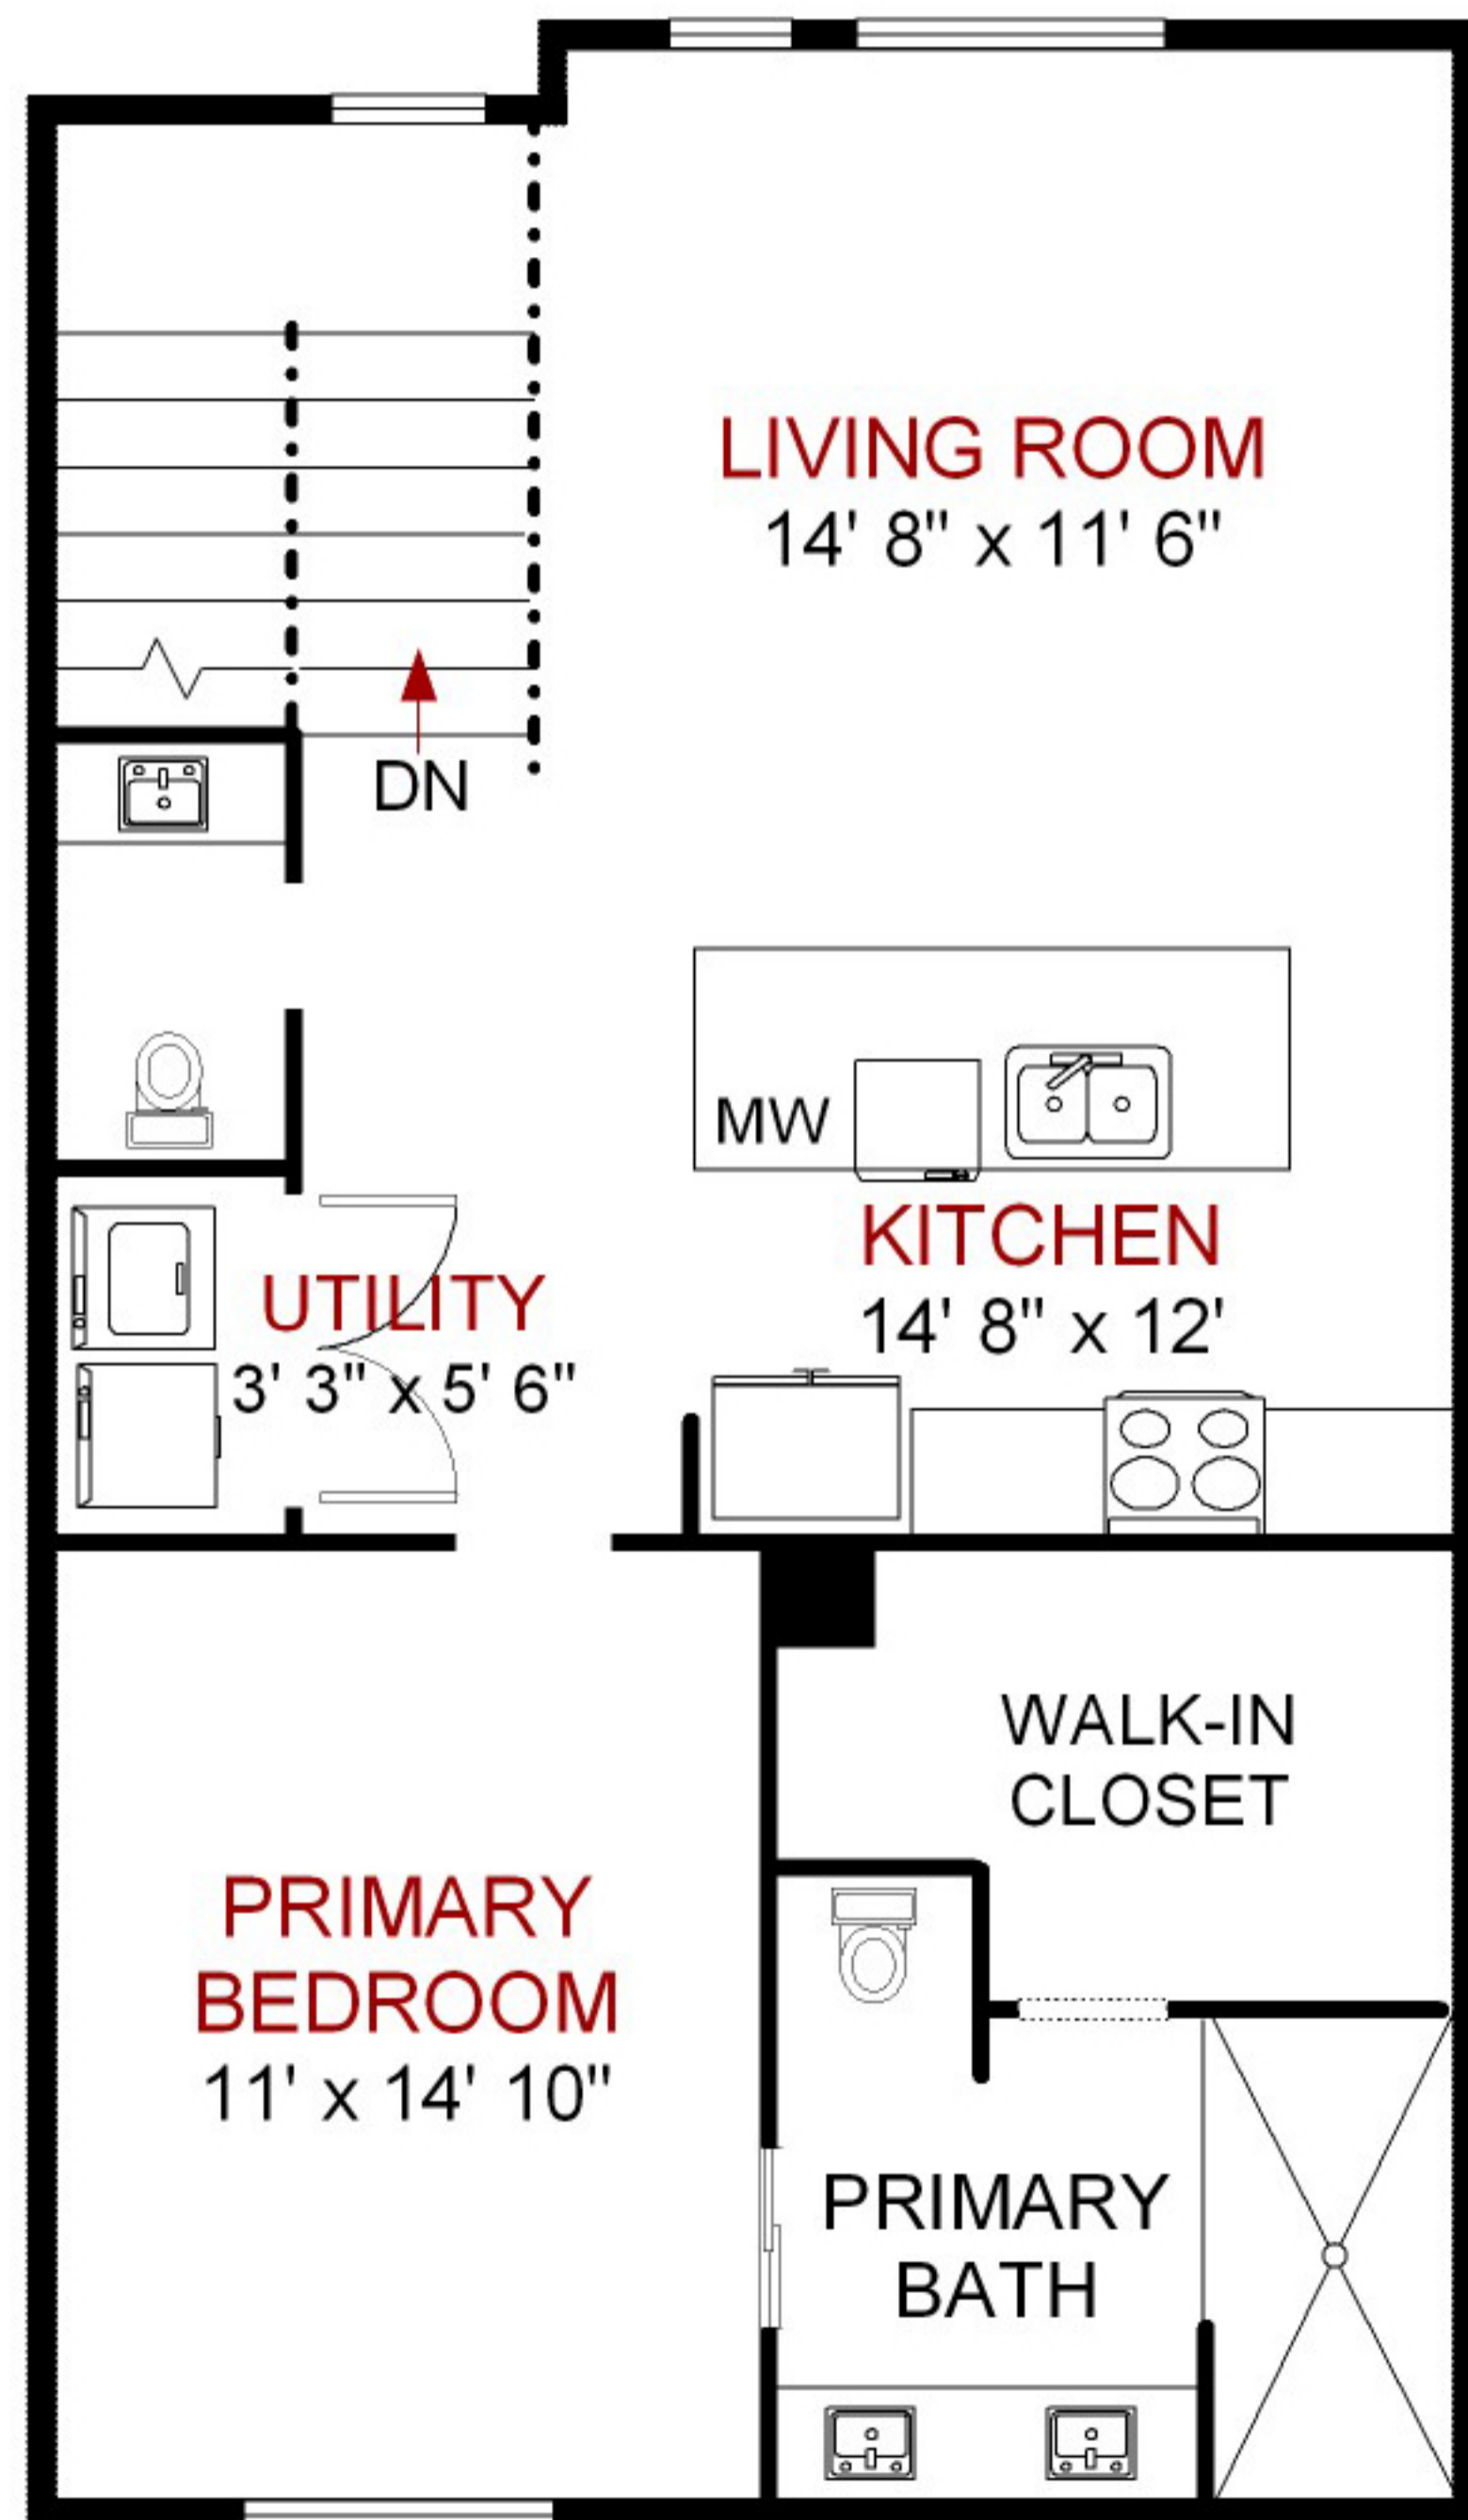 LIVING ROOM
14' 8" x 11' 6"
DN
MW
KITCHEN
14' 8" x 12'
UTILITY
3' 3" x 5' 6"
WALK-IN
CLOSET
PRIMARY
BEDROOM
11' x 14' 10"
PRIMARY
BATH